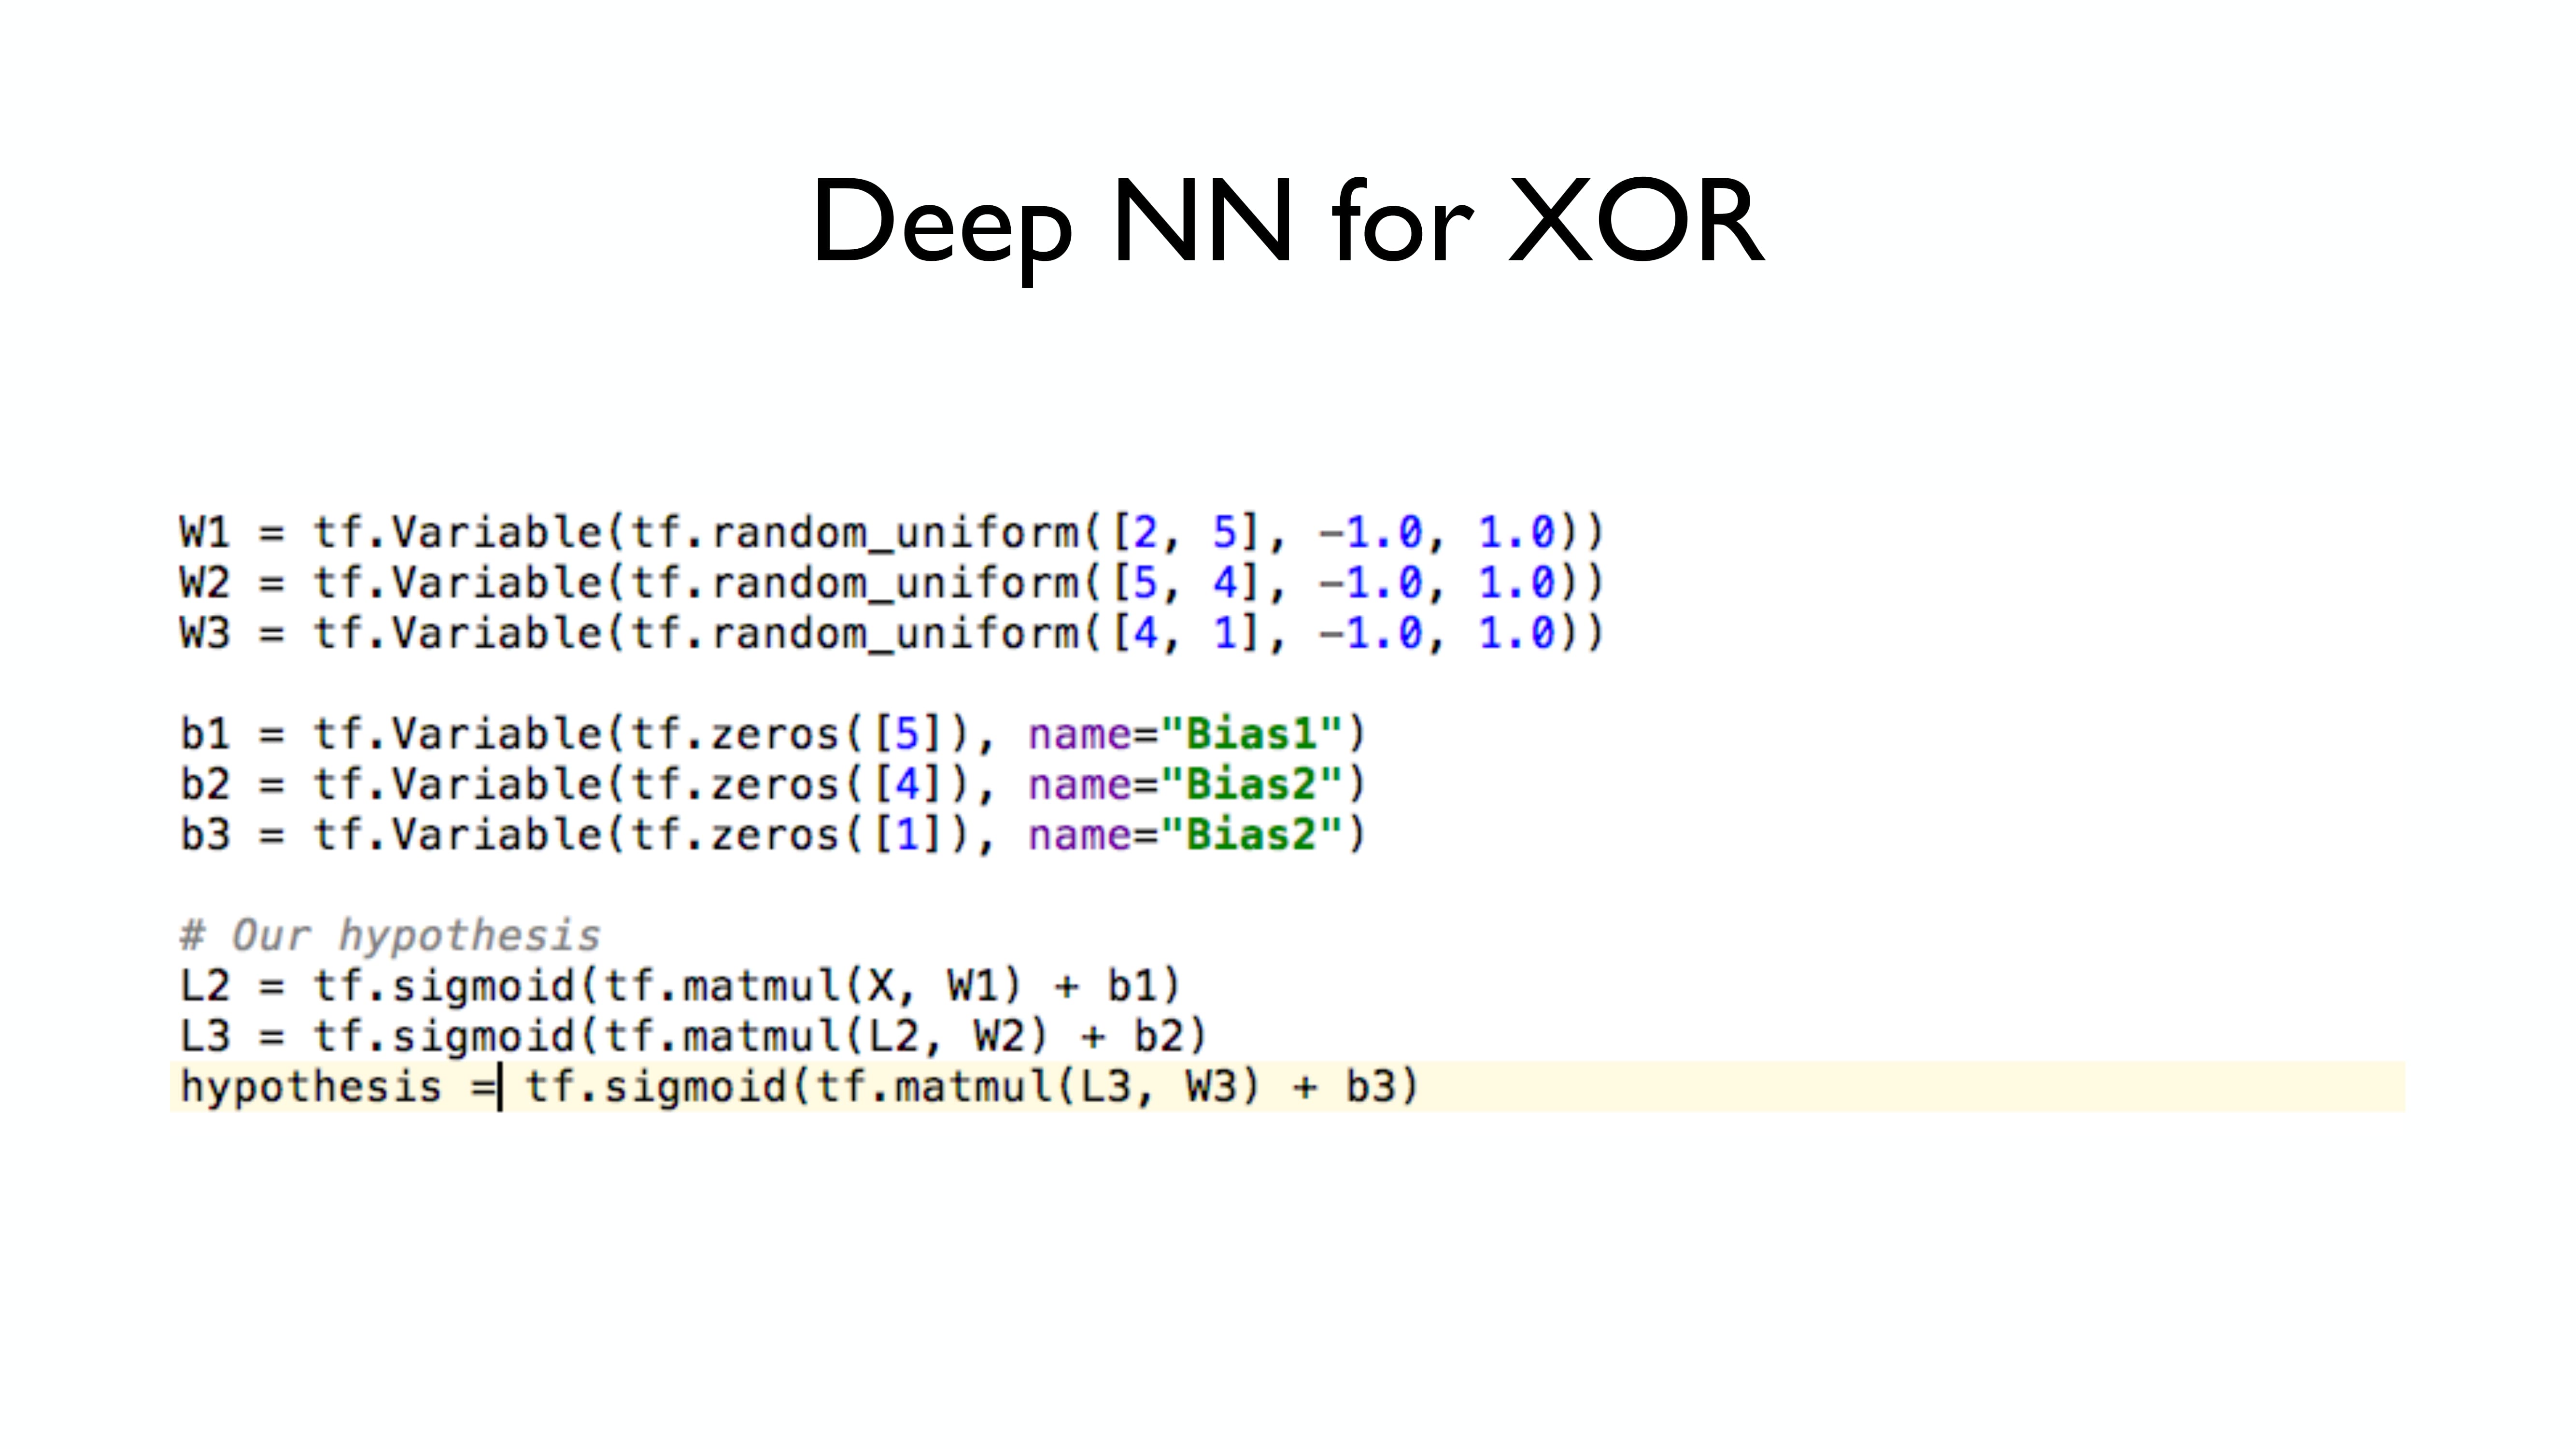 Deep NN for XOR
W1 = tf.Variable(tf.random_uniform([2, 5], -1.0, 1.0))
W2 = tf.Variable(tf.random_uniform([5, 4], -1.0, 1.0))
W3 = tf.Variable(tf.random_uniform([4, 1], -1.0, 1.0))
b1 = tf.Variable(tf.zeros([5]), name="Bias1")
b2 = tf.Variable(tf.zeros([4]), name="Bias2")
b3 = tf.Variable(tf.zeros([1]), name="Bias2")
# Our hypothesis
L2 = tf.sigmoid(tf.matmul(X, W1) + b1)
L3 = tf.sigmoid(tf.matmul(L2, W2) + b2)
hypothesis = tf.sigmoid(tf.matmul(L3, W3) + b3)